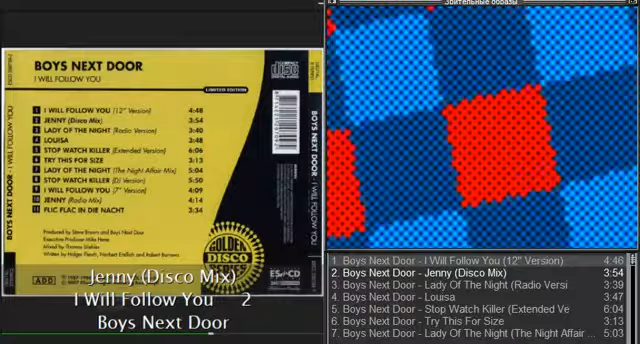 Зрительные образы
BOYS NEXT DOOR
I WILL FOLLOW YOU
LIMITED EDITION
1 I WILL FOLLOW YOU (12" Version) 4:48
2 JENNY (Disco Mix) 3:54
3 LADY OF THE NIGHT (Radio Version) 3:40
4 LOUISA 3:48
5 STOP WATCH KILLER (Extended Version) 6:06
6 TRY THIS FOR SIZE 3:13
7 LADY OF THE NIGHT (The Night Affair Mix) 5:04
8 STOP WATCH KILLER (DJ Version) 5:50
9 I WILL FOLLOW YOU (7" Version) 4:09
10 JENNY (Radio Mix) 4:14
11 FLIC FLAC IN DIE NACHT 3:34
BOYS NEXT DOOR - I WILL FOLLOW YOU
BOYS NEXT DOOR - I WILL FOLLOW YOU
GOLDEN
DISCO
ADD
Jenny (Disco Mix)
I Will Follow You 2
Boys Next Door
1. Boys Next Door - I Will Follow You (12" Version) 4:46
2. Boys Next Door - Jenny (Disco Mix) 3:54
3. Boys Next Door - Lady Of The Night (Radio Versi 3:39
4. Boys Next Door - Louisa 3:47
5. Boys Next Door - Stop Watch Killer (Extended Ve 6:04
6. Boys Next Door - Try This For Size 3:13
7. Boys Next Door - Lady Of The Night (The Night Affair ... 5:03